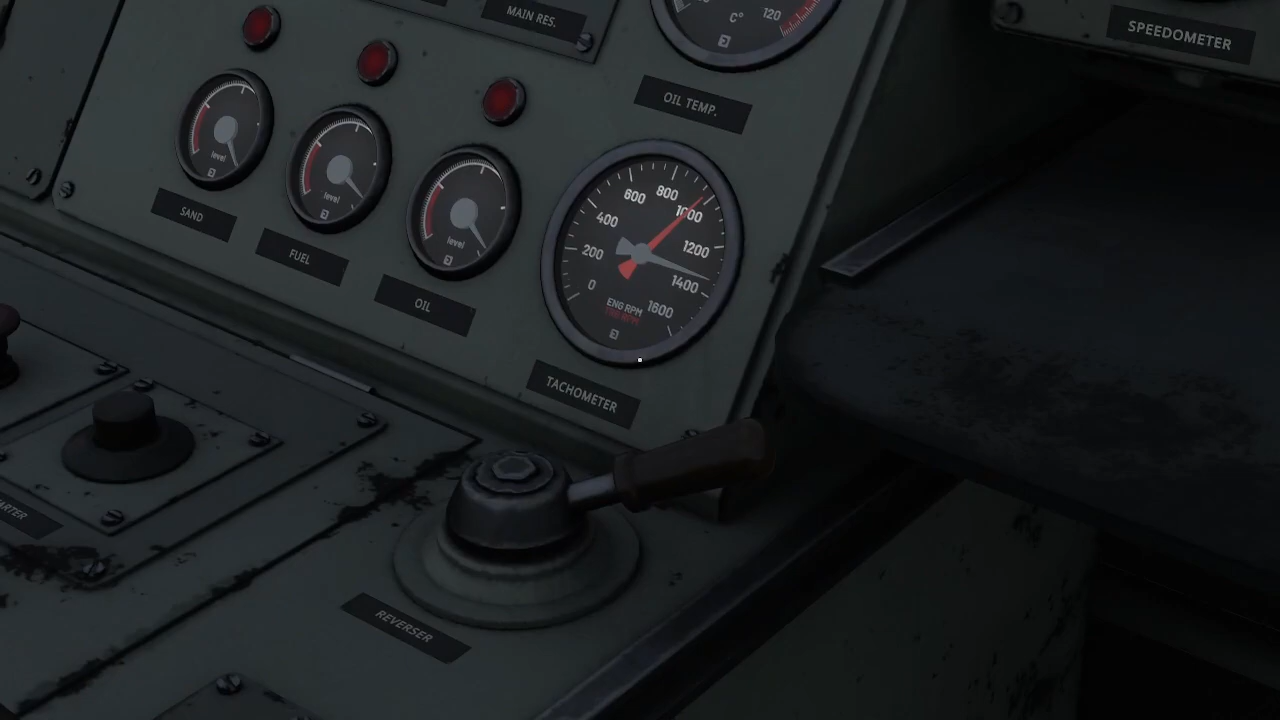 MAIN RES.
C° 120
SPEEDOMETER
OIL TEMP.
level
level
level
SAND
FUEL
OIL
600 800 1000
400 1200
200 1400
0 1600
ENG RPM
TACHOMETER
REVERSER